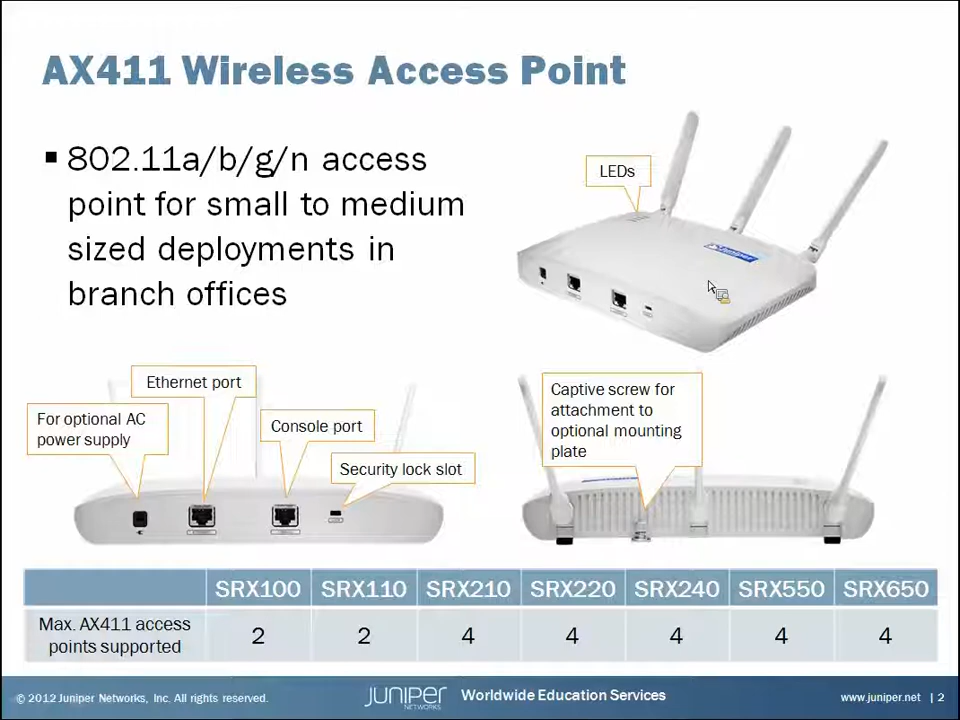 AX411 Wireless Access Point
▪ 802.11a/b/g/n access
point for small to medium
sized deployments in
branch offices
LEDs
Juniper
Ethernet port
For optional AC
power supply
Console port
Security lock slot
Captive screw for
attachment to
optional mounting
plate
SRX100 SRX110 SRX210 SRX220 SRX240 SRX550 SRX650
Max. AX411 access
points supported
2 2 4 4 4 4 4
© 2012 Juniper Networks, Inc. All rights reserved.
JUNIPER
NETWORKS
Worldwide Education Services
www.juniper.net | 2